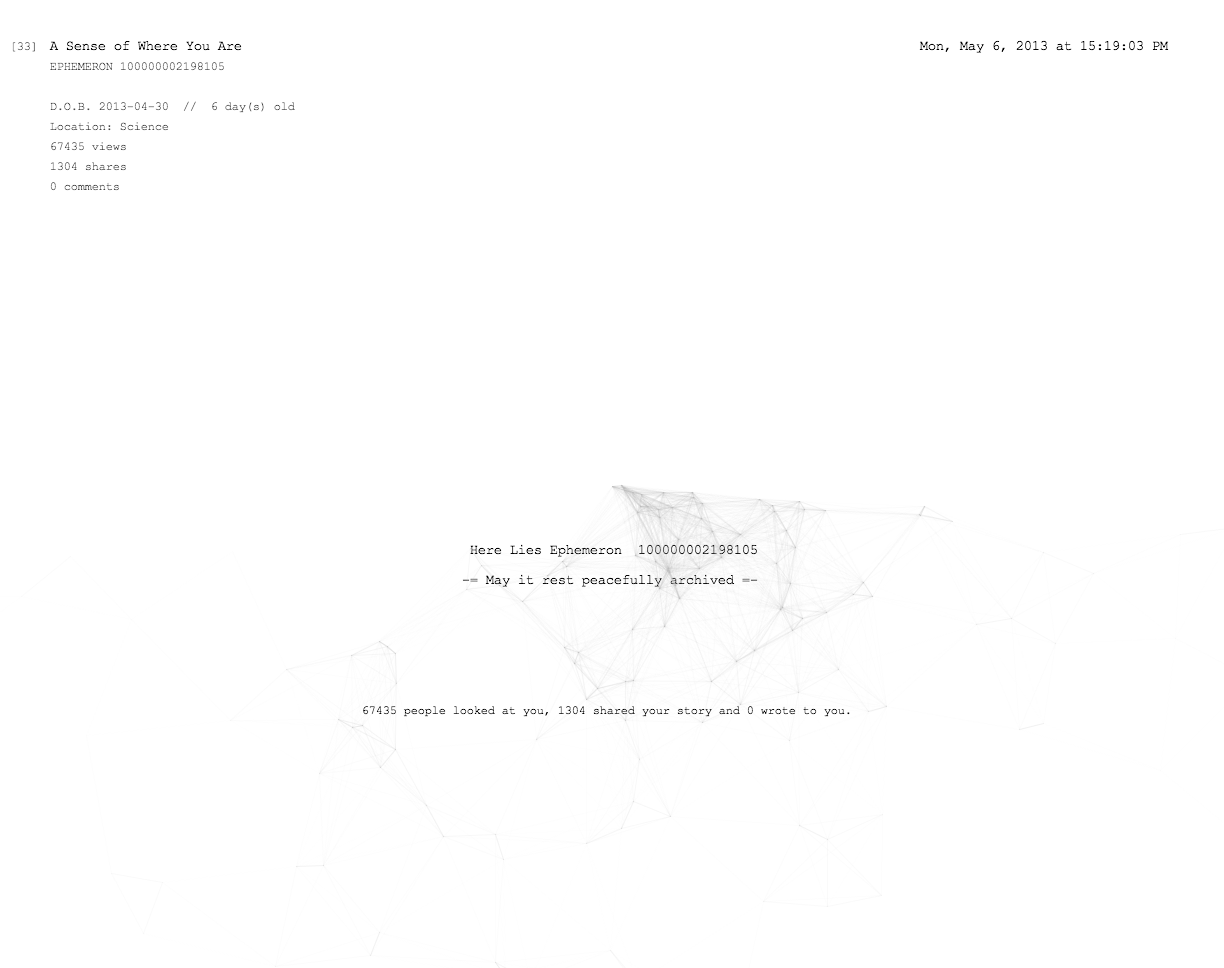 [33] A Sense of Where You Are
Mon, May 6, 2013 at 15:19:03 PM
EPHEMERON 100000002198105
D.O.B. 2013-04-30 // 6 day(s) old
Location: Science
67435 views
1304 shares
0 comments
Here Lies Ephemeron 100000002198105
-= May it rest peacefully archived =-
67435 people looked at you, 1304 shared your story and 0 wrote to you.